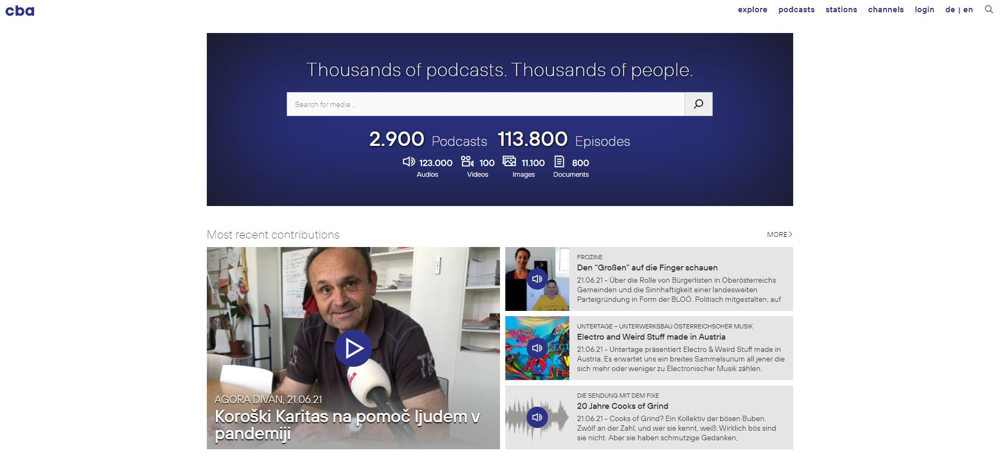 cba
explore podcasts stations channels login de | en
Thousands of podcasts. Thousands of people.
Search for media ...
2.900 Podcasts 113.800 Episodes
123.000 100 11.100 800
Audios Videos Images Documents
Most recent contributions
MORE
AGORA DIVAN, 21.06.21
Koroški Karitas na pomoč ljudem v
pandemiji
FROZINE
Den “Großen” auf die Finger schauen
21.06.21 - Über die Rolle von Bürgerlisten in Oberösterreichs
Gemeinden und die Sinnhaftigkeit einer landesweiten
Parteigründung in Form der BLOÖ. Politisch mitgestalten, auf
UNTERTAGE – UNTERWERKSBAU ÖSTERREICHSCHER MUSIK
Electro and Weird Stuff made in Austria
21.06.21 - Untertage präsentiert Electro & Weird Stuff made in
Austria. Es erwartet uns ein breites Sammelsurium all jener die
sich mehr oder weniger zu Electronischer Musik zählen.
DIE SENDUNG MIT DEM FIXE
20 Jahre Cooks of Grind
21.06.21 - Cooks of Grind? Ein Kollektiv der bösen Buben.
Zwölf an der Zahl, und wer sie kennt, weiß: Wirklich bös sind
sie nicht. Aber sie haben schmutzige Gedanken,